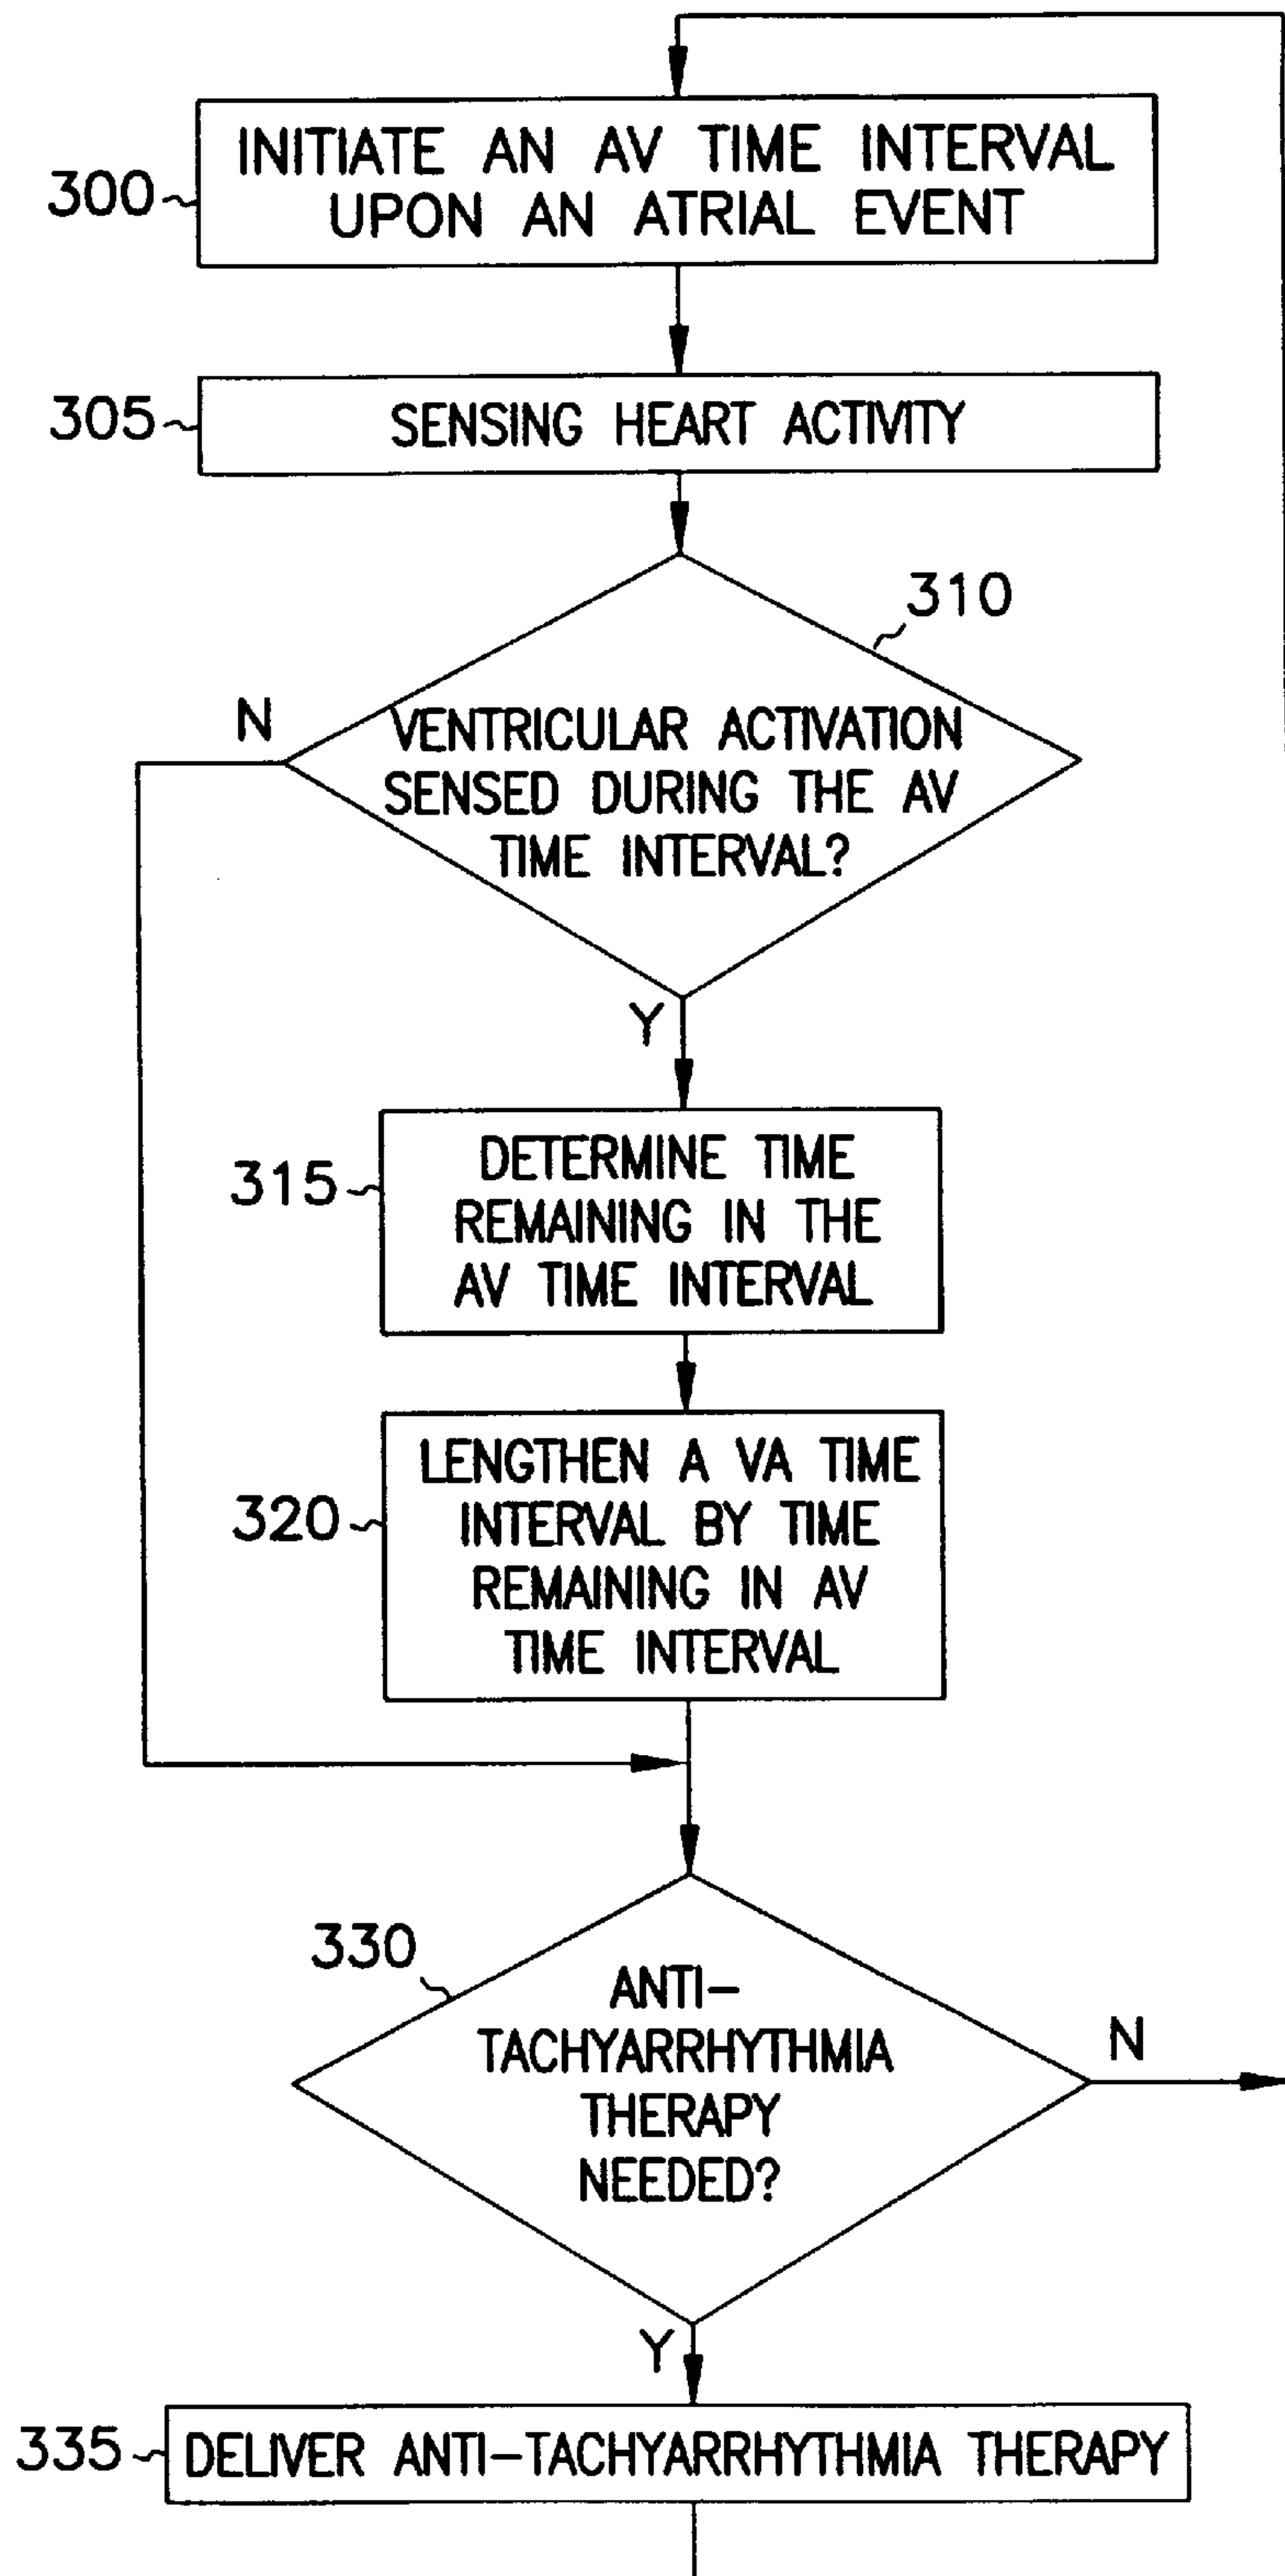 300
INITIATE AN AV TIME INTERVAL
UPON AN ATRIAL EVENT
305
SENSING HEART ACTIVITY
310
N
VENTRICULAR ACTIVATION
SENSED DURING THE AV
TIME INTERVAL?
Y
315
DETERMINE TIME
REMAINING IN THE
AV TIME INTERVAL
320
LENGTHEN A VA TIME
INTERVAL BY TIME
REMAINING IN AV
TIME INTERVAL
330
ANTI-
TACHYARRHYTHMIA
THERAPY
NEEDED?
N
Y
335
DELIVER ANTI-TACHYARRHYTHMIA THERAPY